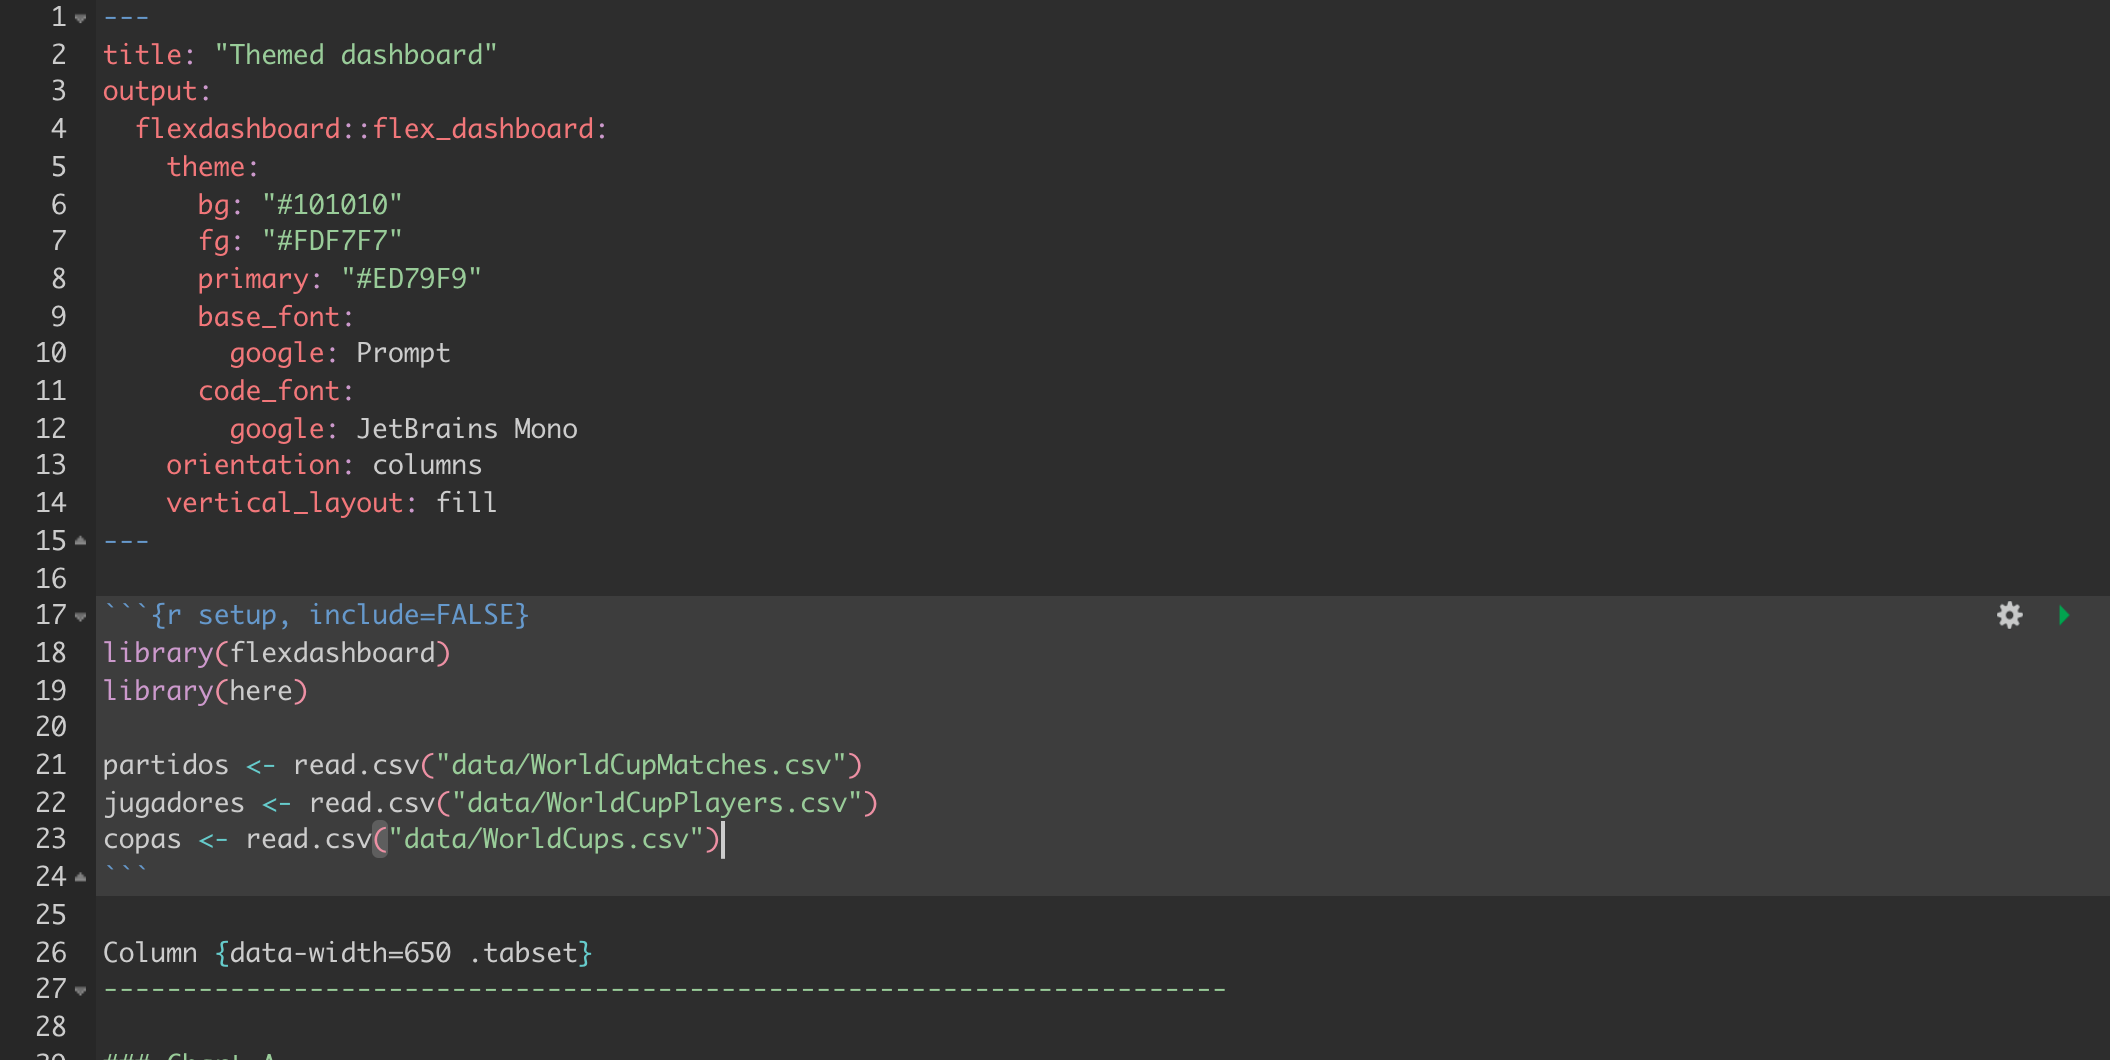 1 ---
2 title: "Themed dashboard"
3 output:
4   flexdashboard::flex_dashboard:
5     theme:
6       bg: "#101010"
7       fg: "#FDF7F7"
8       primary: "#ED79F9"
9       base_font:
10         google: Prompt
11       code_font:
12         google: JetBrains Mono
13     orientation: columns
14     vertical_layout: fill
15 ---
16
17 ```{r setup, include=FALSE}
18 library(flexdashboard)
19 library(here)
20
21 partidos <- read.csv("data/WorldCupMatches.csv")
22 jugadores <- read.csv("data/WorldCupPlayers.csv")
23 copas <- read.csv("data/WorldCups.csv")
24 ```
25
26 Column {data-width=650 .tabset}
27 -----------------------------------------------------------------------
28
29 ### Chart A